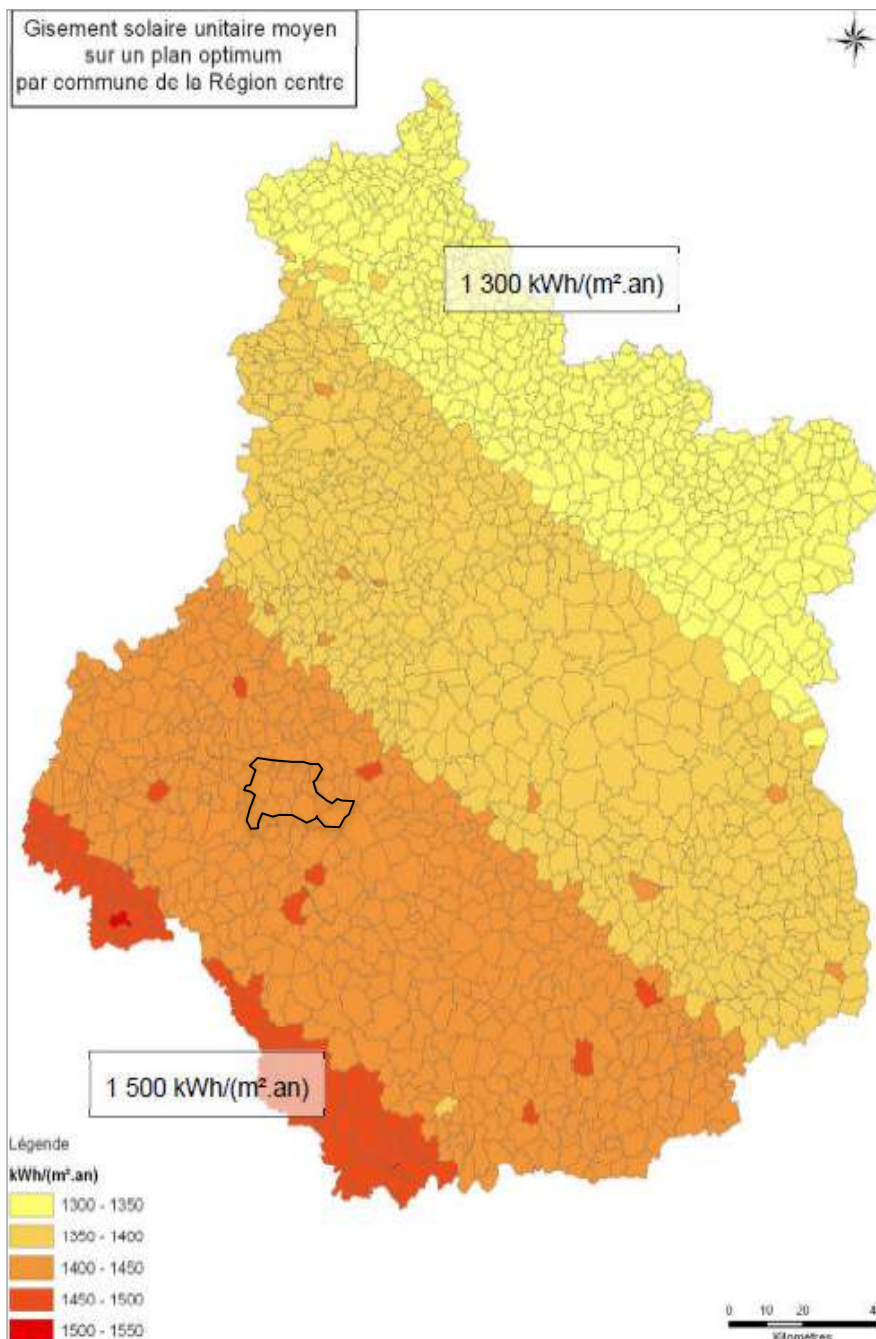 Gisement solaire unitaire moyen
sur un plan optimum
par commune de la Région centre
1 300 kWh/(m².an)
1 500 kWh/(m².an)
Légende
kWh/(m².an)
1300 - 1350
1350 - 1400
1400 - 1450
1450 - 1500
1500 - 1550
0 10 20
Kilomètres